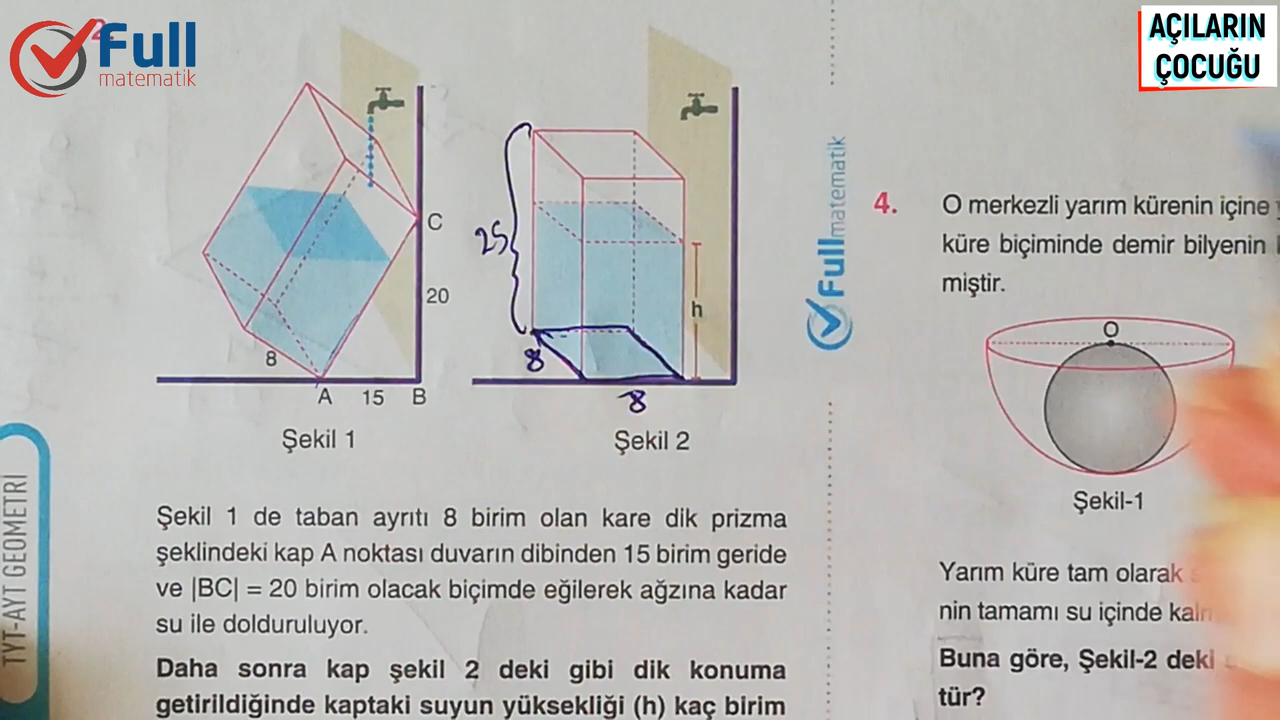 2.
Full
matematik
AÇILARIN
ÇOCUĞU
25
8
8
h
C
20
8
A 15 B
Şekil 1
Şekil 2
TYT-AYT GEOMETRİ
Şekil 1 de taban ayrıtı 8 birim olan kare dik prizma
şeklindeki kap A noktası duvarın dibinden 15 birim geride
ve |BC| = 20 birim olacak biçimde eğilerek ağzına kadar
su ile dolduruluyor.
Daha sonra kap şekil 2 deki gibi dik konuma
getirildiğinde kaptaki suyun yüksekliği (h) kaç birim
Fullmatematik
4. O merkezli yarım kürenin içine
küre biçiminde demir bilyenin
miştir.
O
Şekil-1
Yarım küre tam olarak
nin tamamı su içinde
Buna göre, Şekil-2 deki
tür?